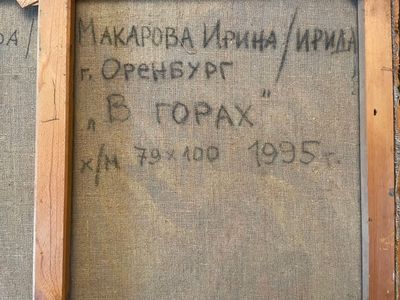 МАКАРОВА ИРИНА/ИРИДА/
г. ОРЕНБУРГ
„В ГОРАХ"
х/м 79×100 1995г.